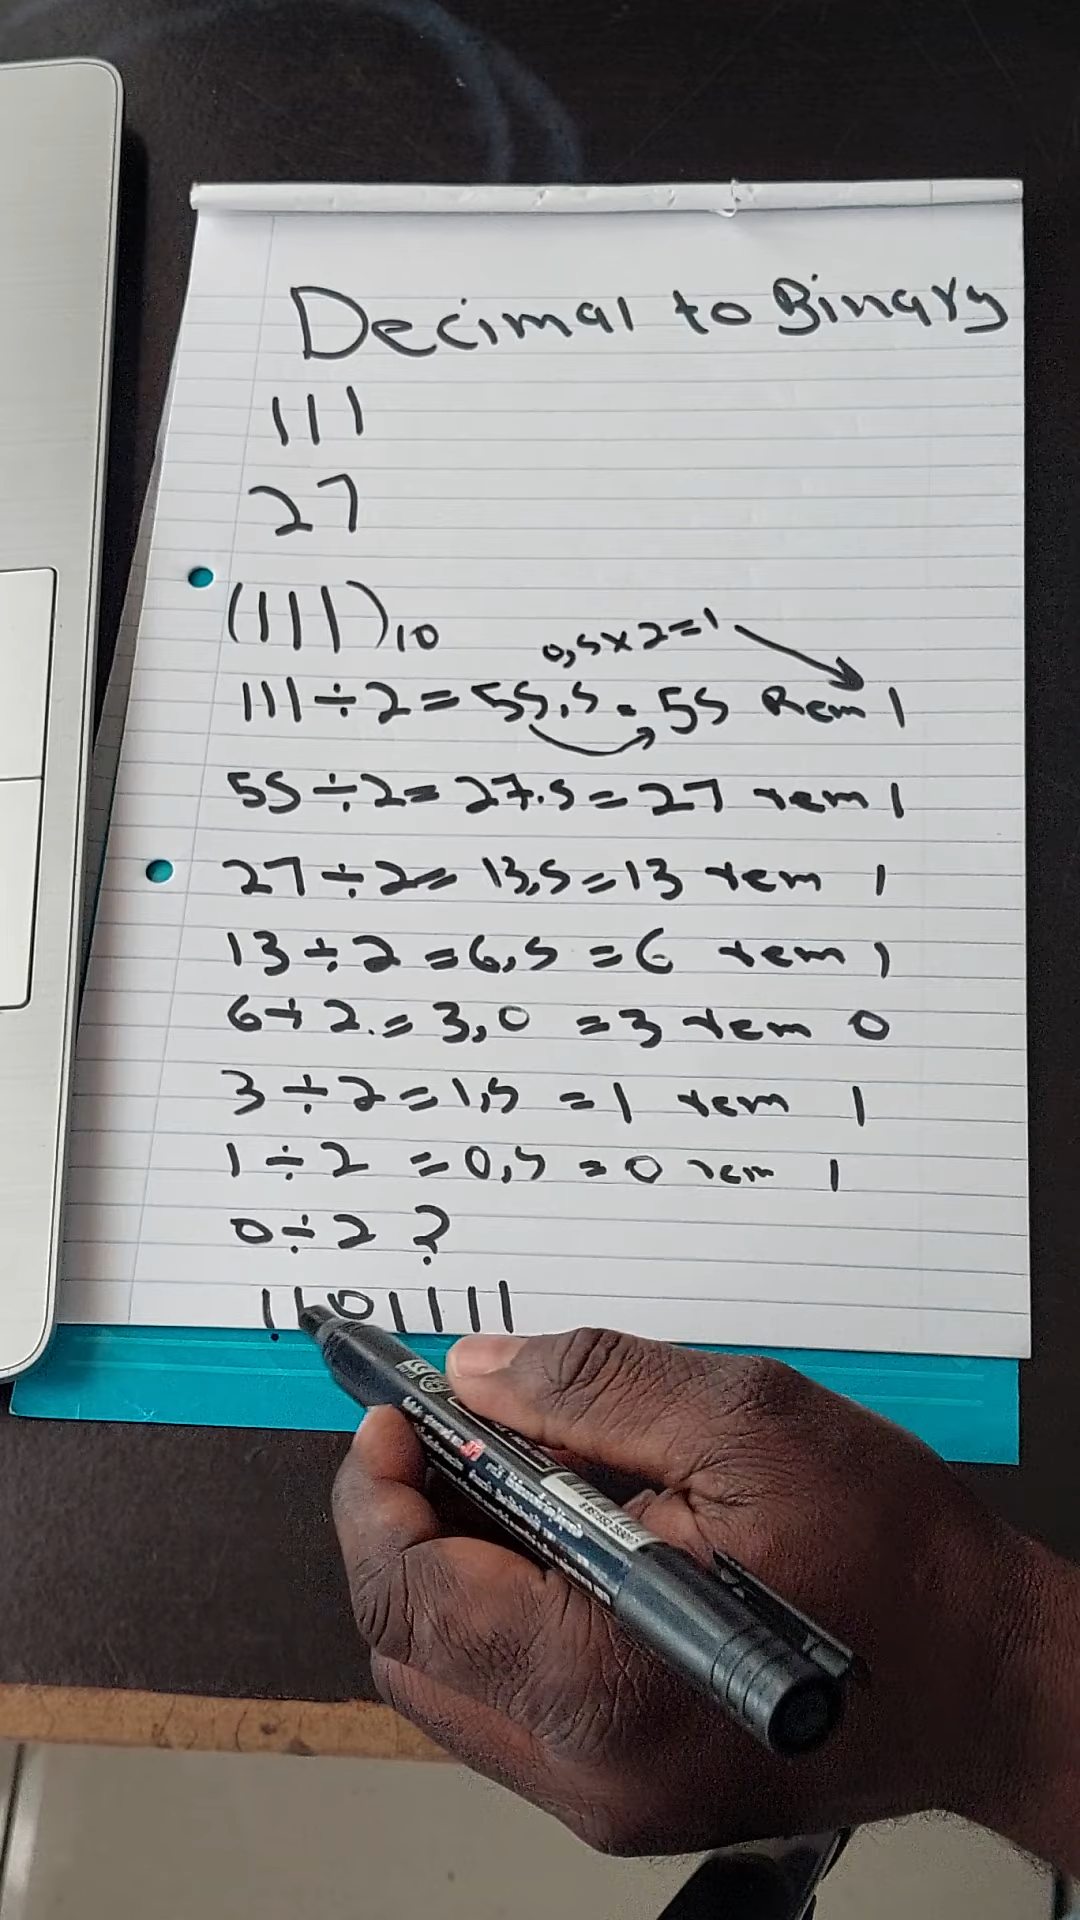 Decimal to Binary
111
27
(111)10
0,5×2=1
111÷2=55.5=55 Rem 1
55÷2=27.5=27 rem 1
27÷2=13,5=13 rem 1
13÷2=6,5=6 rem 1
6÷2.=3,0=3 rem 0
3÷2=1,5=1 rem 1
1÷2=0,5=0 rem 1
0÷2?
1101111